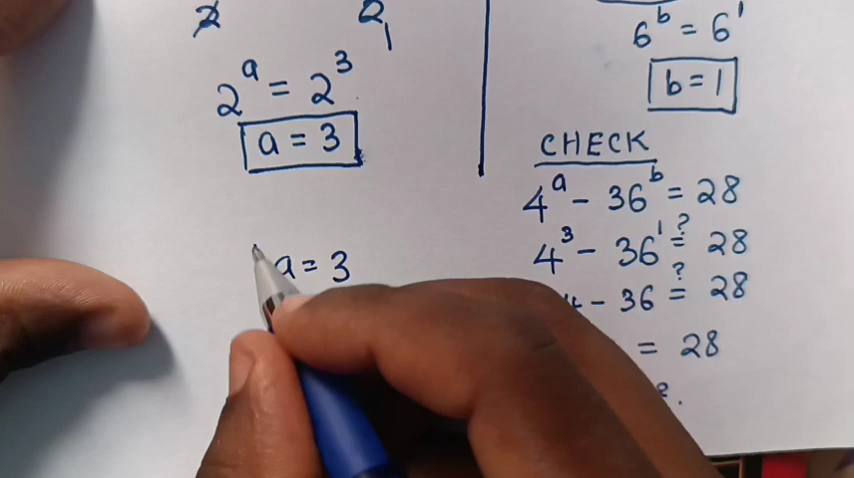 2 2
1
2^a = 2^3
a = 3
a = 3
6^b = 6^1
b = 1
CHECK
4^a - 36^b = 28
4^3 - 36^1 =? 28
- 36 =? 28
= 28